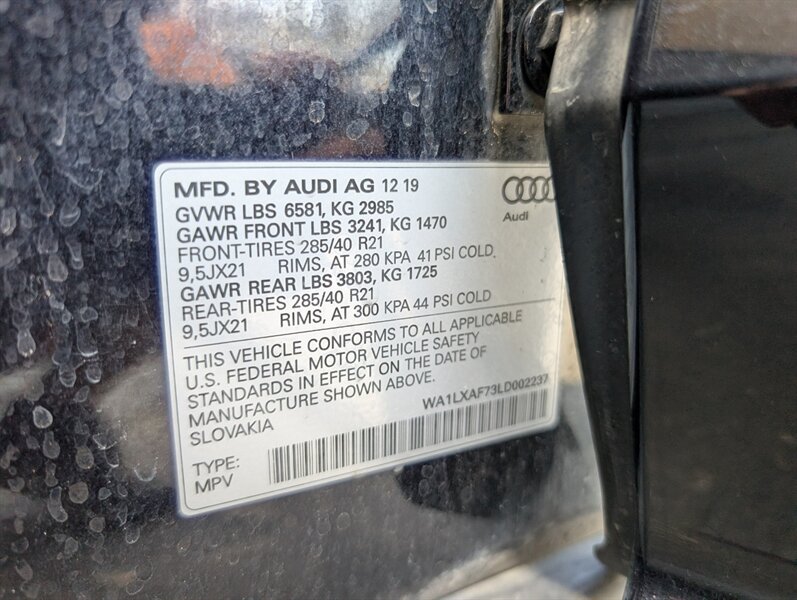 MFD. BY AUDI AG 12 19
GVWR LBS 6581, KG 2985
GAWR FRONT LBS 3241, KG 1470
FRONT-TIRES 285/40 R21
9,5JX21 RIMS, AT 280 KPA 41 PSI COLD.
GAWR REAR LBS 3803, KG 1725
REAR-TIRES 285/40 R21
9,5JX21 RIMS, AT 300 KPA 44 PSI COLD
Audi
THIS VEHICLE CONFORMS TO ALL APPLICABLE
U.S. FEDERAL MOTOR VEHICLE SAFETY
STANDARDS IN EFFECT ON THE DATE OF
MANUFACTURE SHOWN ABOVE.
SLOVAKIA
WA1LXAF73LD002237
TYPE:
MPV